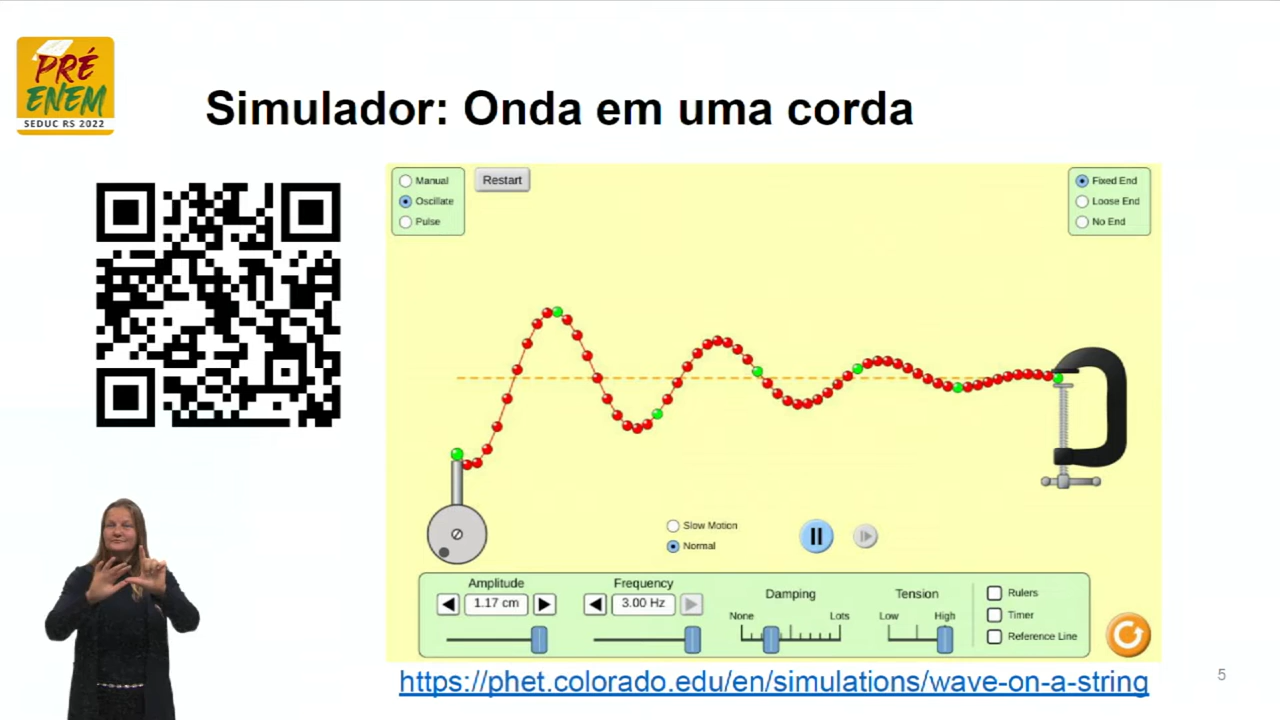 PRÉ
ENEM
SEDUC RS 2022
Simulador: Onda em uma corda
Manual
Oscillate
Pulse
Restart
Fixed End
Loose End
No End
Slow Motion
Normal
Amplitude
1.17 cm
Frequency
3.00 Hz
Damping
None
Lots
Tension
Low
High
Rulers
Timer
Reference Line
https://phet.colorado.edu/en/simulations/wave-on-a-string
5